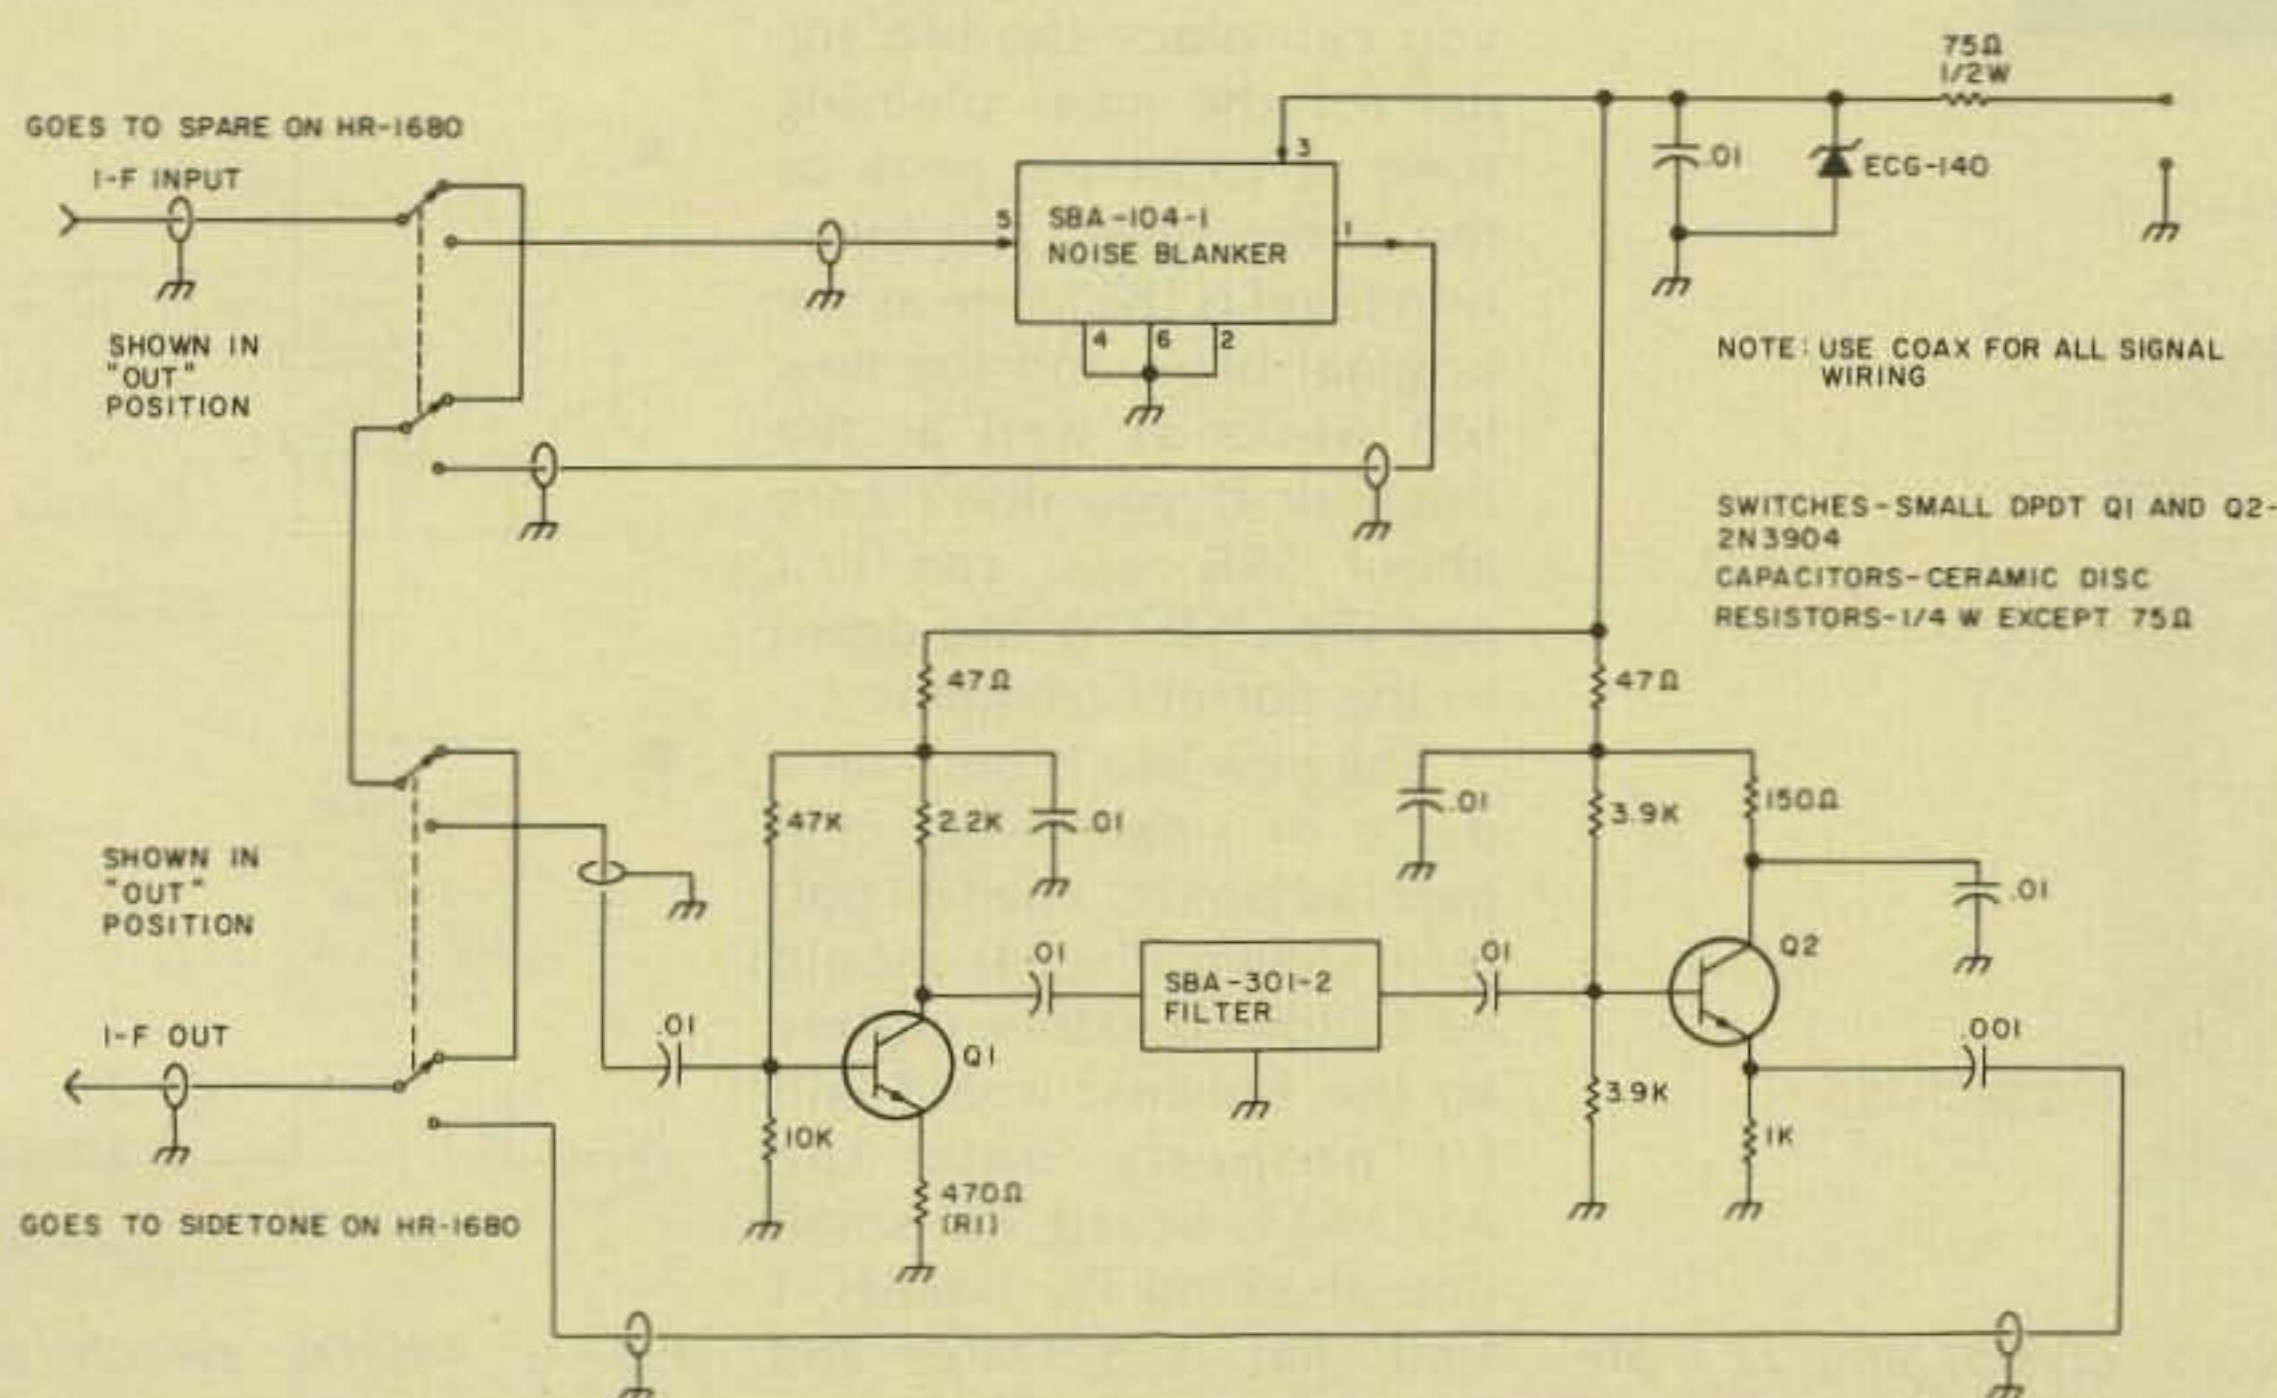 75Ω
1/2W
GOES TO SPARE ON HR-1680
I-F INPUT
3
.01
ECG-140
5
SBA-104-1
NOISE BLANKER
1
4
6
2
SHOWN IN
"OUT"
POSITION
NOTE: USE COAX FOR ALL SIGNAL
WIRING
SWITCHES-SMALL DPDT Q1 AND Q2-
2N3904
CAPACITORS-CERAMIC DISC
RESISTORS-1/4 W EXCEPT 75Ω
47Ω
47Ω
47K
2.2K
.01
.01
3.9K
150Ω
SHOWN IN
"OUT"
POSITION
.01
Q2
.01
SBA-301-2
FILTER
.01
I-F OUT
.01
Q1
.001
10K
3.9K
1K
470Ω
(R1)
GOES TO SIDETONE ON HR-1680